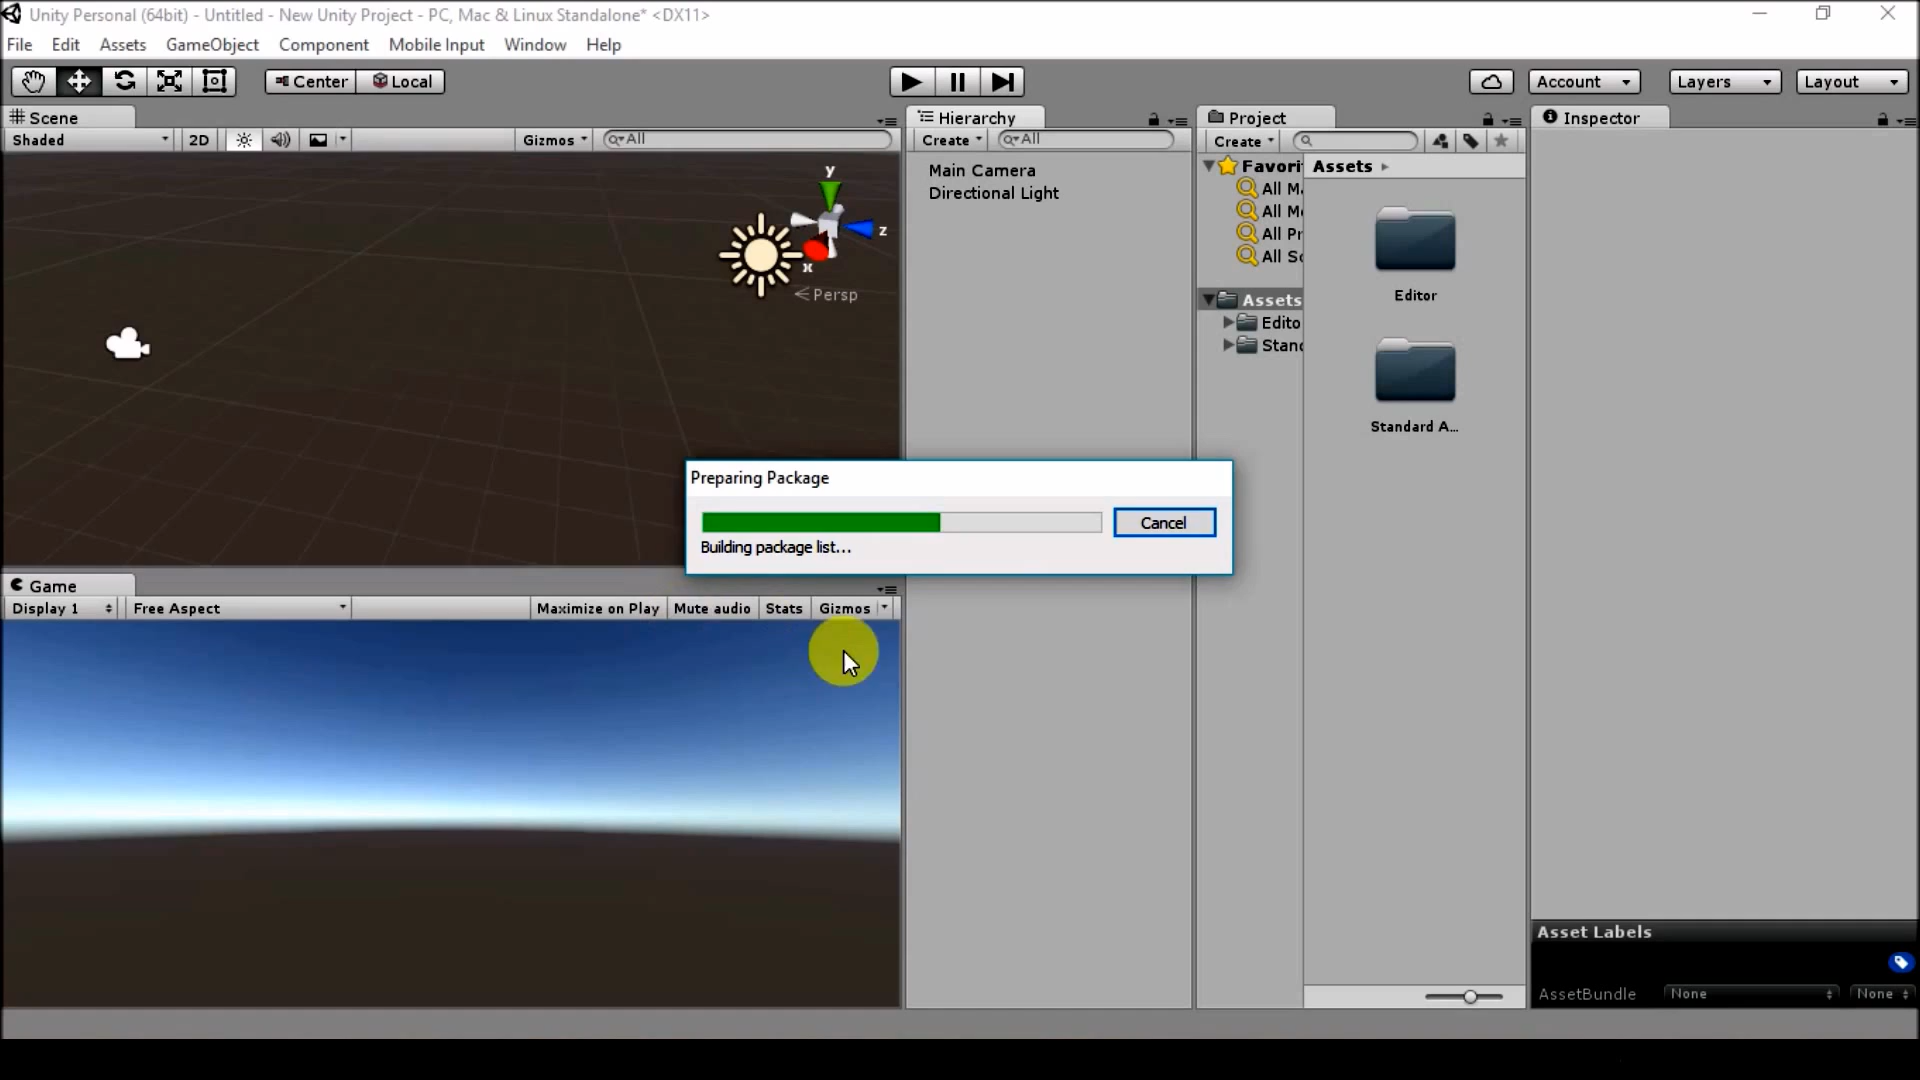 Unity Personal (64bit) - Untitled - New Unity Project - PC, Mac & Linux Standalone* <DX11>
File Edit Assets GameObject Component Mobile Input Window Help
Center Local Account Layers Layout
Scene
Shaded 2D Gizmos All
y
z
x
Persp
Hierarchy
Create All
Main Camera
Directional Light
Project
Create
Favori
All Ma
All Mo
All Pr
All Sc
Assets
Edito
Stand
Assets
Editor
Standard A...
Inspector
Preparing Package
Cancel
Building package list...
Game
Display 1 Free Aspect Maximize on Play Mute audio Stats Gizmos
Asset Labels
AssetBundle None None